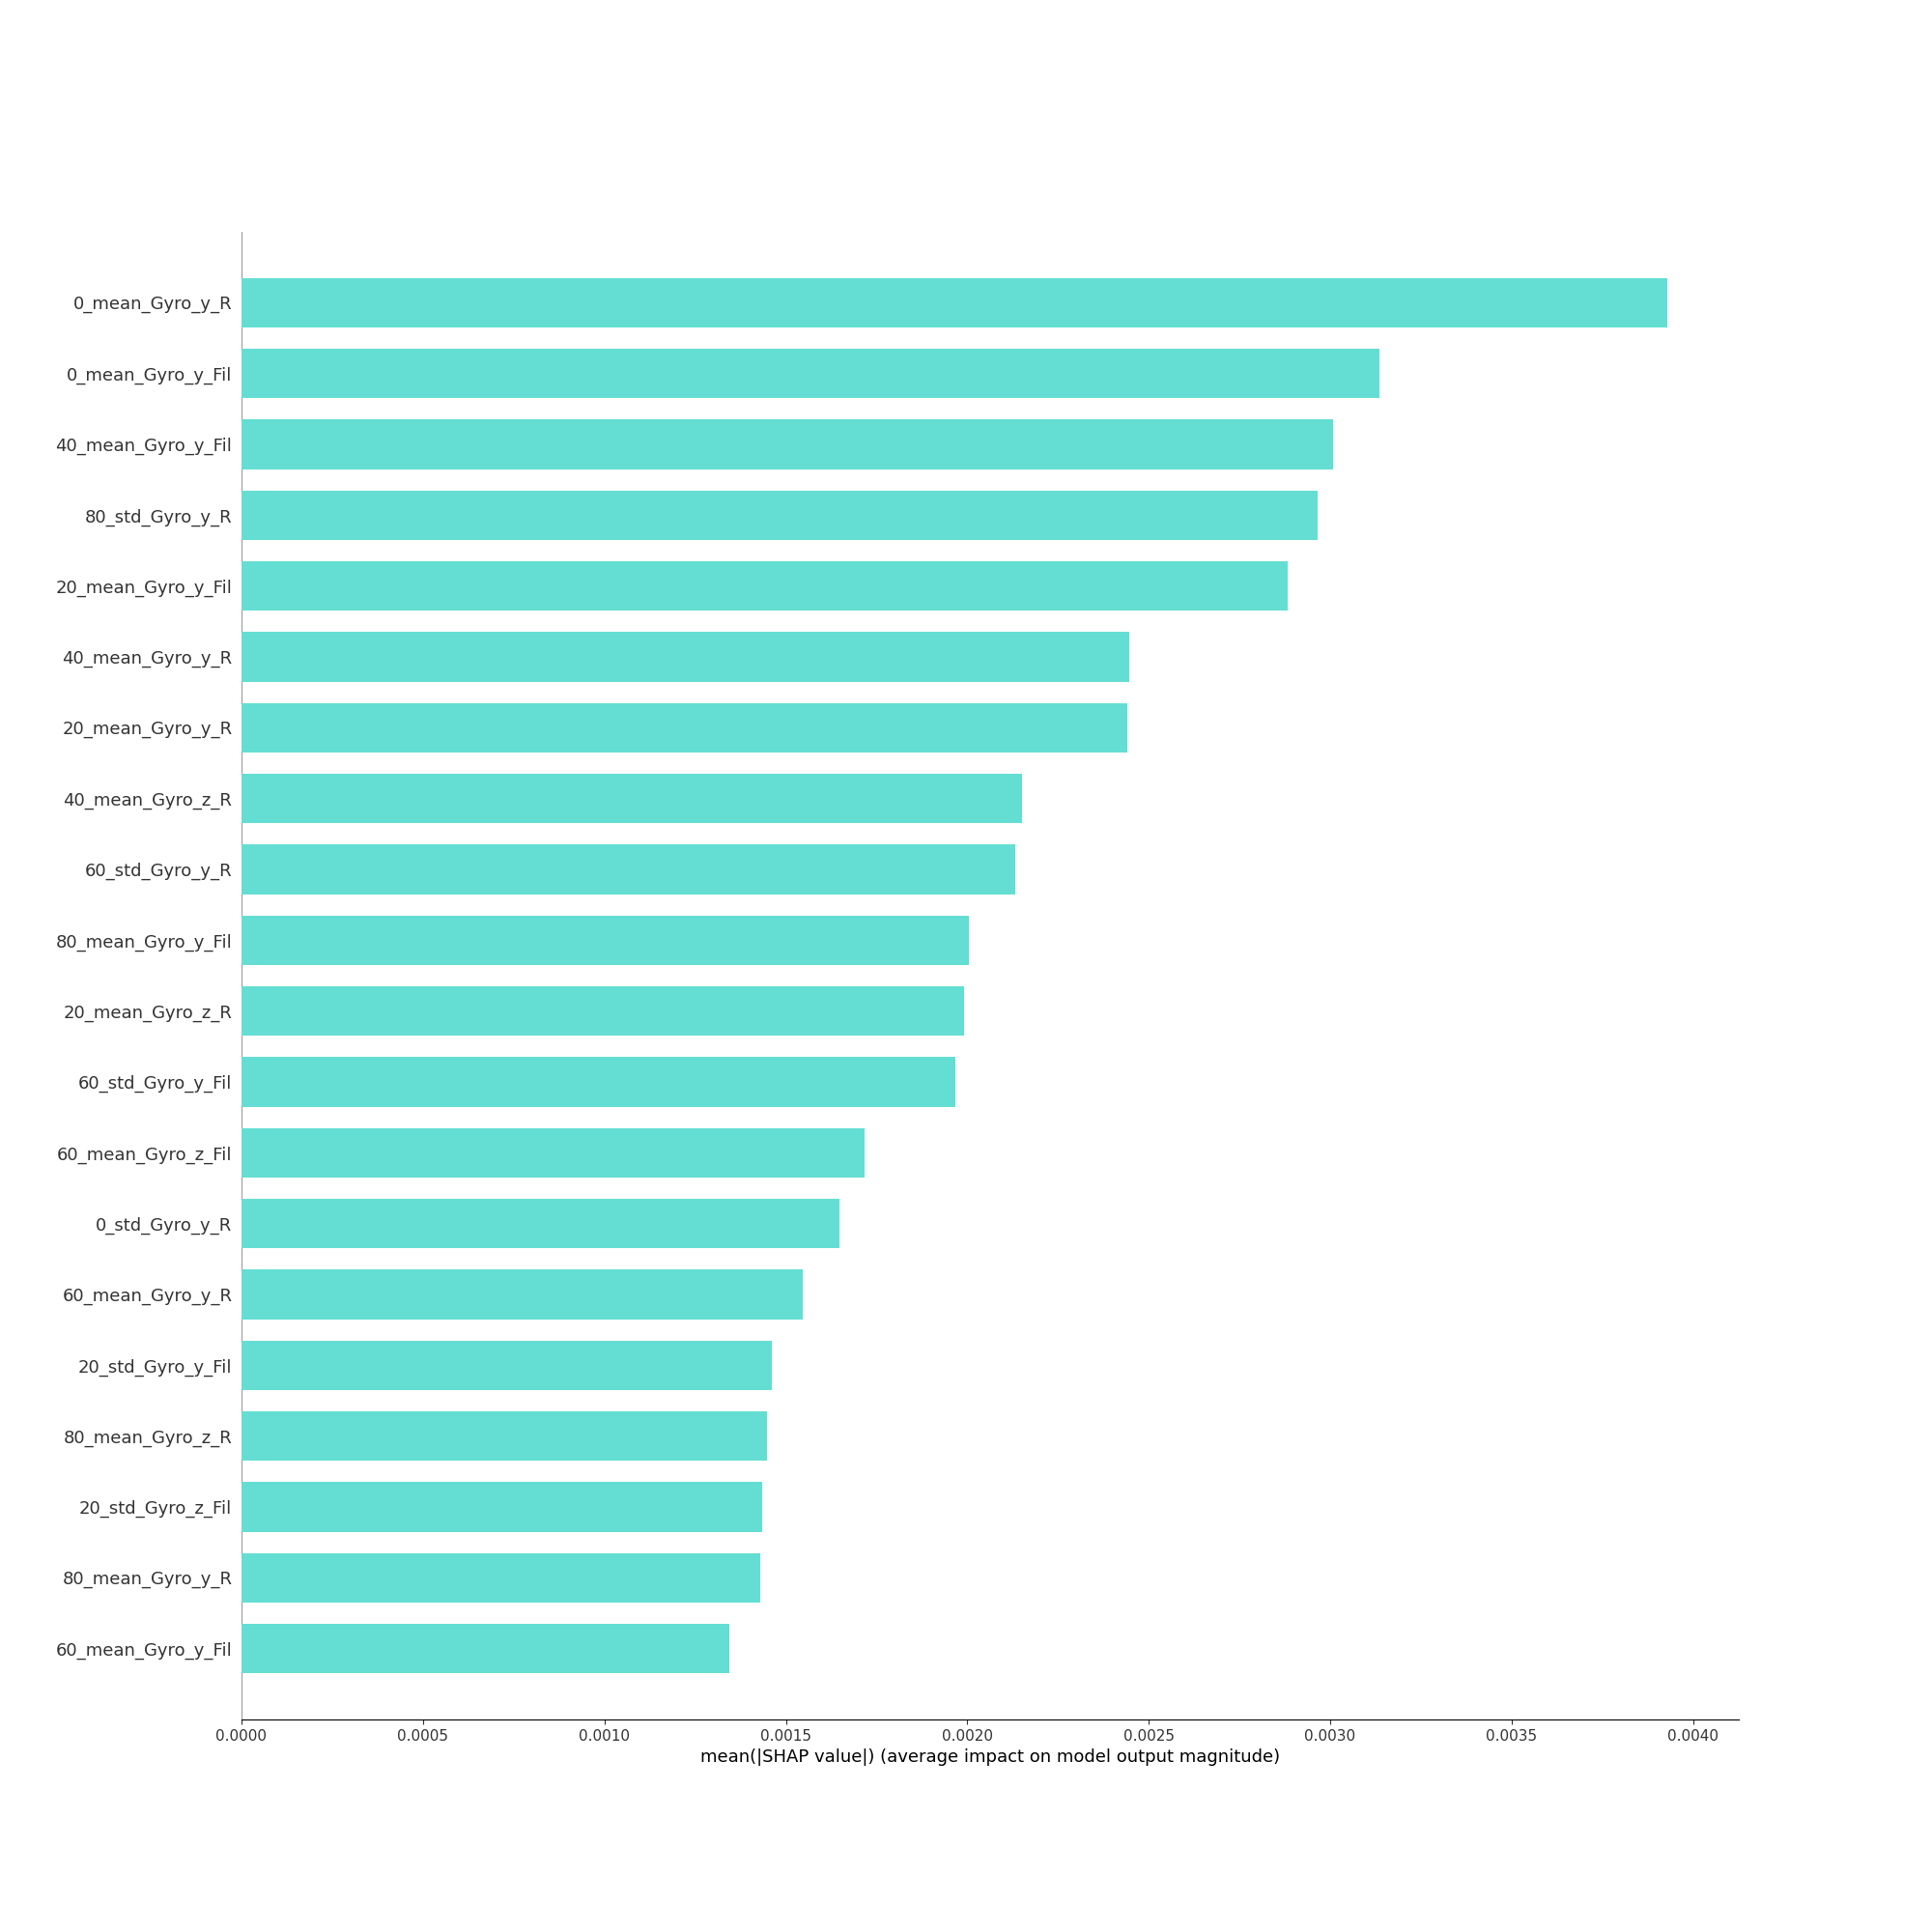 0_mean_Gyro_y_R
0_mean_Gyro_y_Fil
40_mean_Gyro_y_Fil
80_std_Gyro_y_R
20_mean_Gyro_y_Fil
40_mean_Gyro_y_R
20_mean_Gyro_y_R
40_mean_Gyro_z_R
60_std_Gyro_y_R
80_mean_Gyro_y_Fil
20_mean_Gyro_z_R
60_std_Gyro_y_Fil
60_mean_Gyro_z_Fil
0_std_Gyro_y_R
60_mean_Gyro_y_R
20_std_Gyro_y_Fil
80_mean_Gyro_z_R
20_std_Gyro_z_Fil
80_mean_Gyro_y_R
60_mean_Gyro_y_Fil
0.0000 0.0005 0.0010 0.0015 0.0020 0.0025 0.0030 0.0035 0.0040
mean(|SHAP value|) (average impact on model output magnitude)